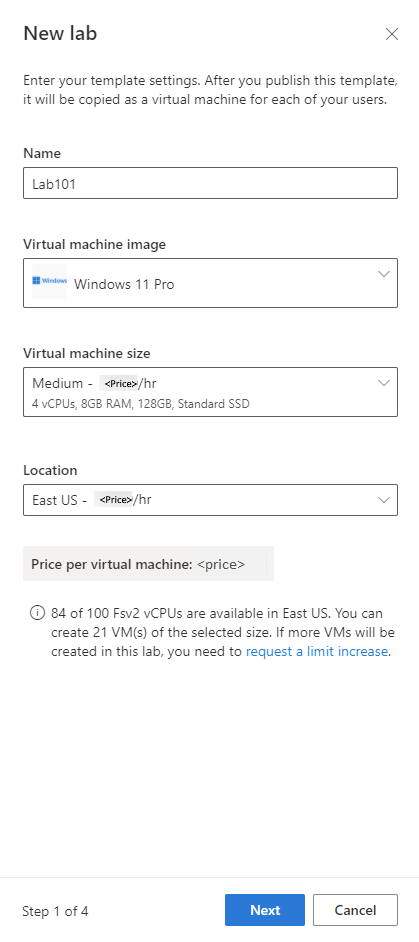 New lab
Enter your template settings. After you publish this template,
it will be copied as a virtual machine for each of your users.
Name
Lab101
Virtual machine image
Windows
Windows 11 Pro
Virtual machine size
Medium - <Price>/hr
4 vCPUs, 8GB RAM, 128GB, Standard SSD
Location
East US - <Price>/hr
Price per virtual machine: <price>
84 of 100 Fsv2 vCPUs are available in East US. You can
create 21 VM(s) of the selected size. If more VMs will be
created in this lab, you need to request a limit increase.
Step 1 of 4
Next
Cancel